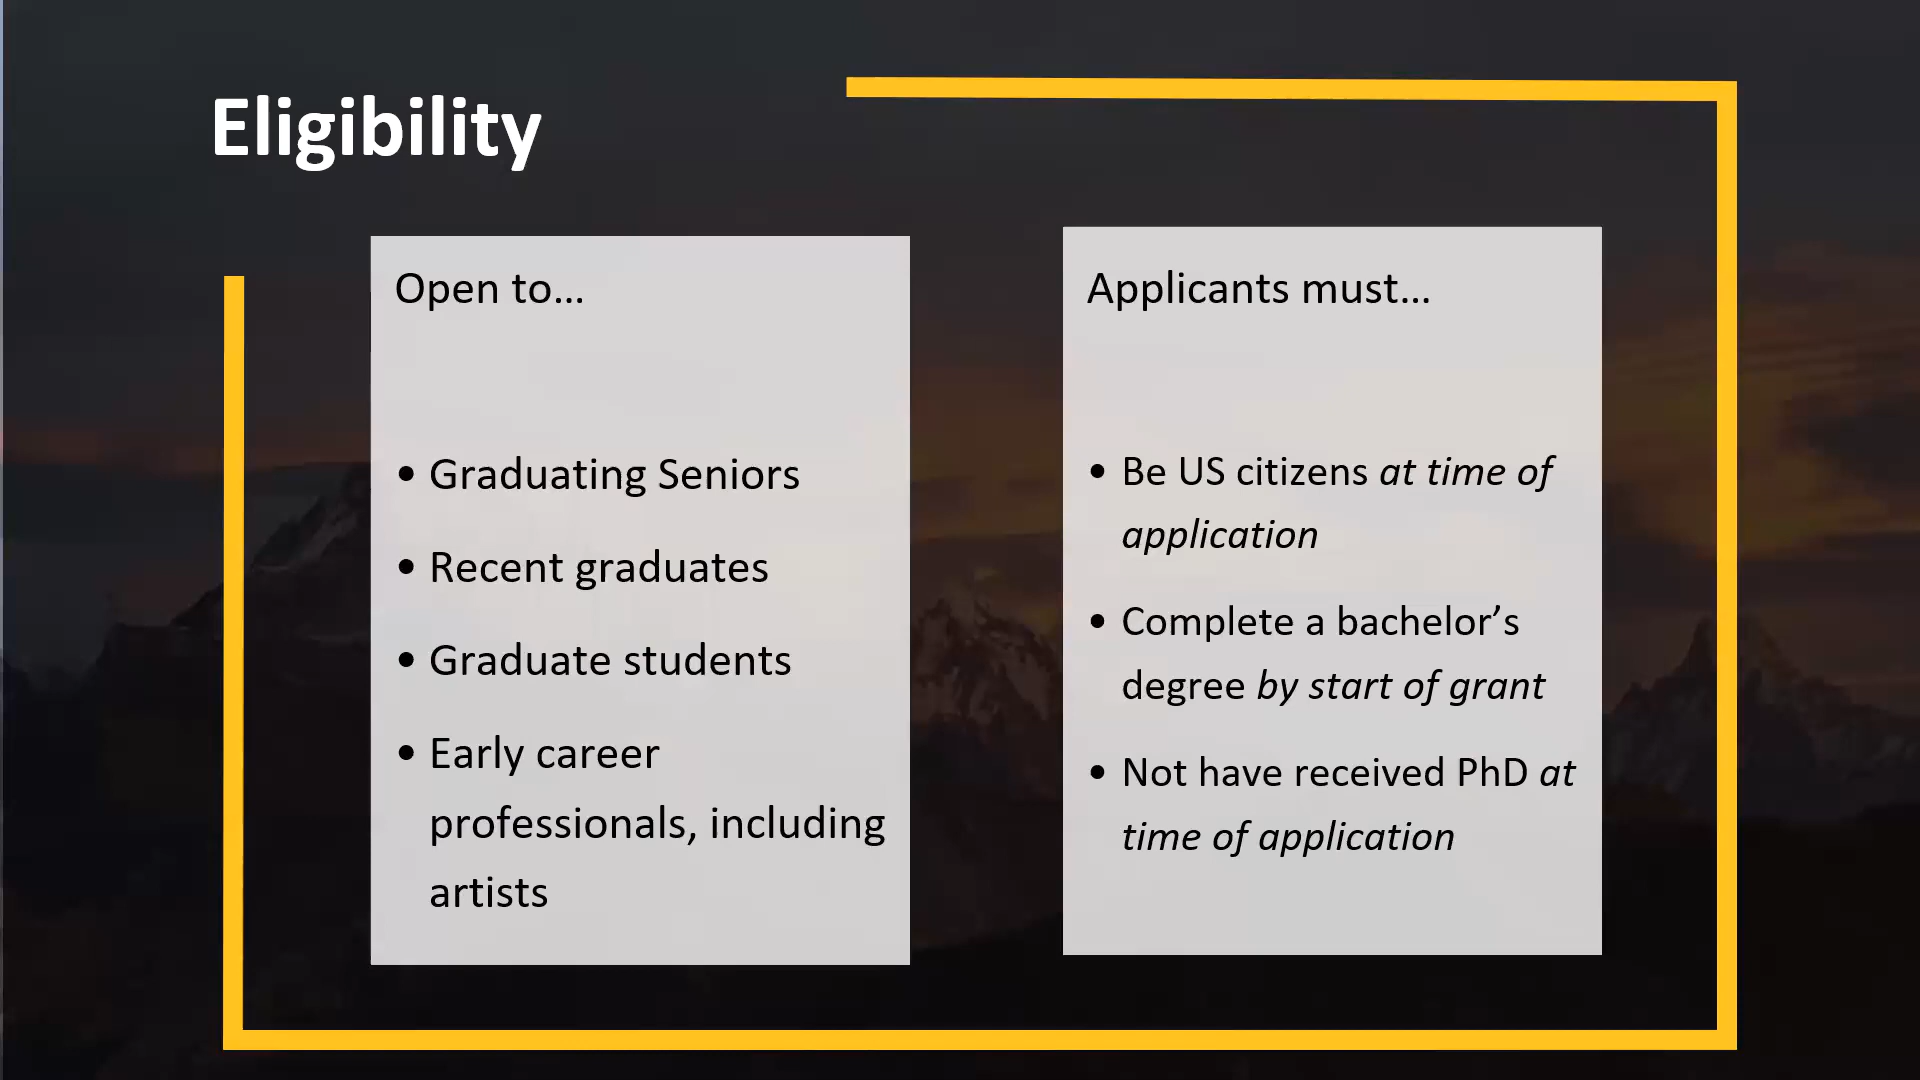 Eligibility
Open to…
• Graduating Seniors
• Recent graduates
• Graduate students
• Early career
professionals, including
artists
Applicants must…
• Be US citizens at time of
application
• Complete a bachelor’s
degree by start of grant
• Not have received PhD at
time of application